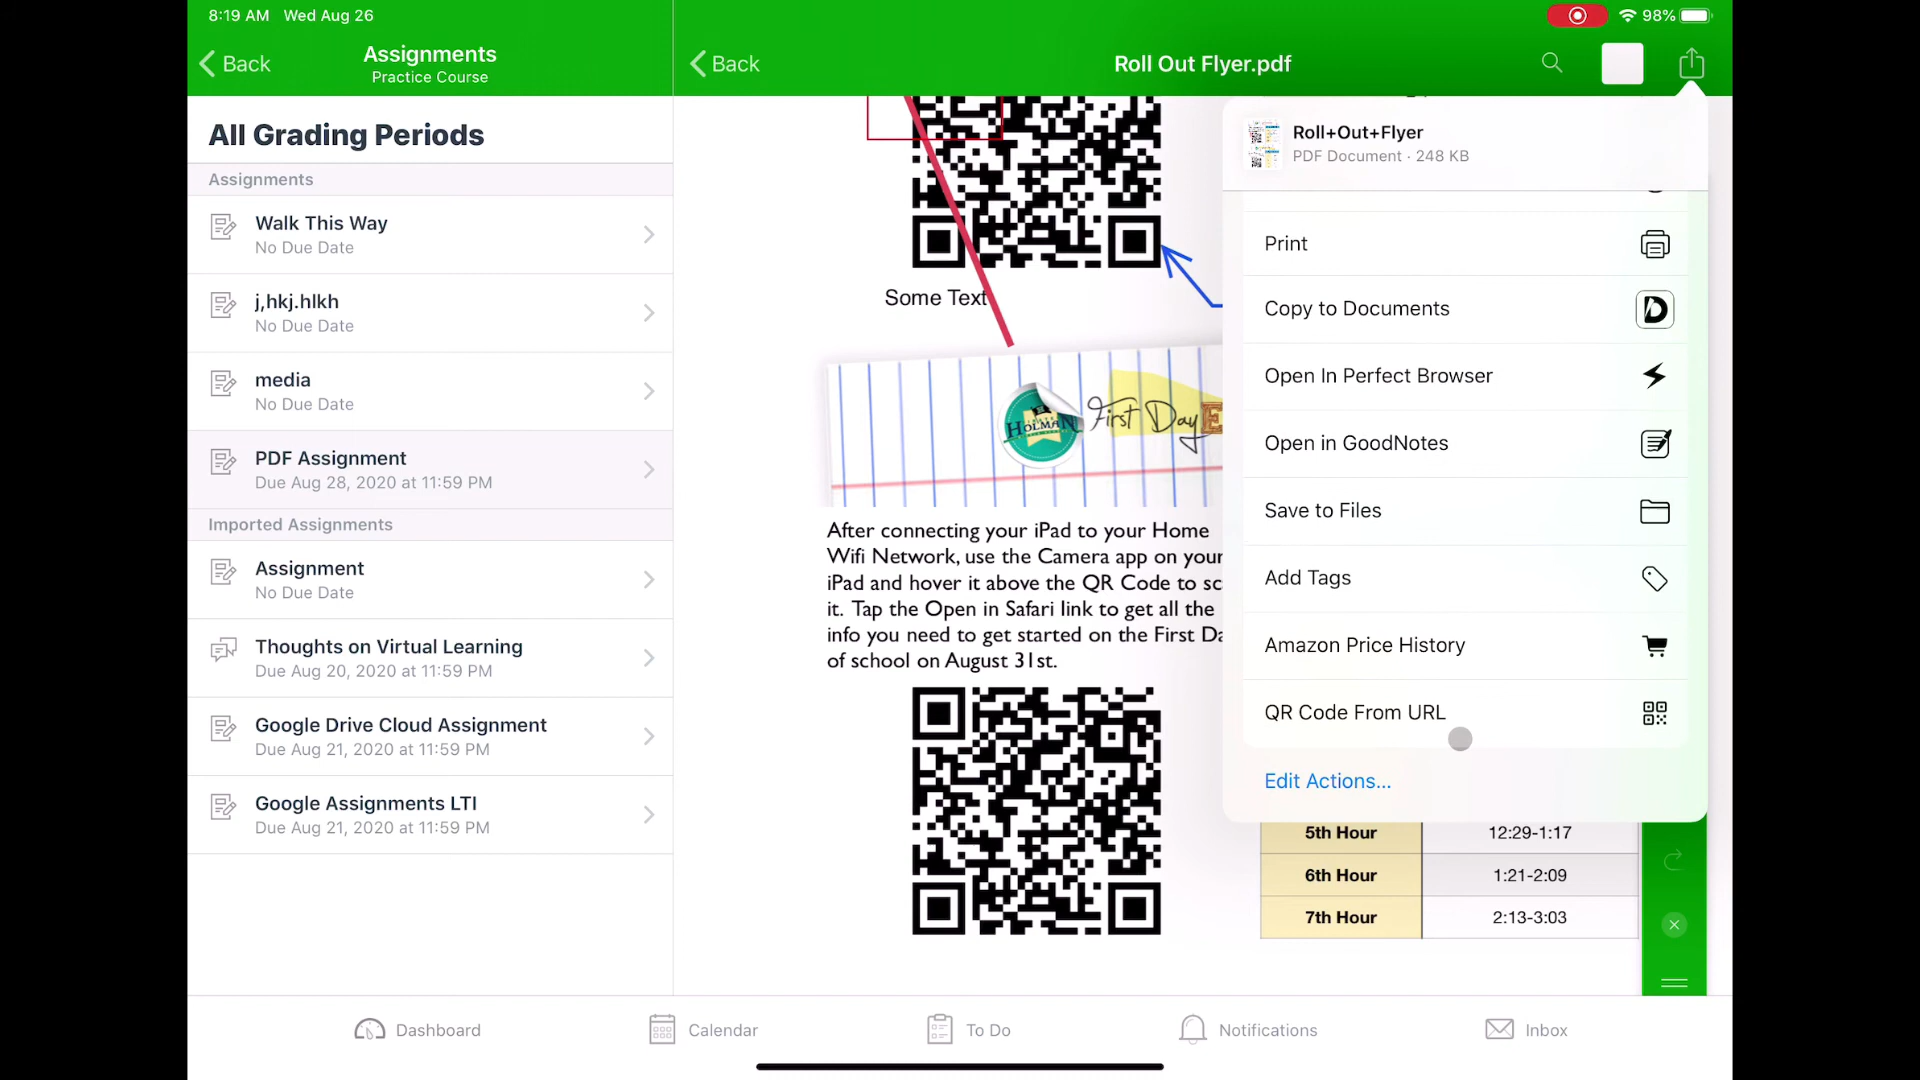 8:19 AM Wed Aug 26
98%
Back
Assignments
Practice Course
Back
Roll Out Flyer.pdf
All Grading Periods
Assignments
Walk This Way
No Due Date
j,hkj.hlkh
No Due Date
media
No Due Date
PDF Assignment
Due Aug 28, 2020 at 11:59 PM
Imported Assignments
Assignment
No Due Date
Thoughts on Virtual Learning
Due Aug 20, 2020 at 11:59 PM
Google Drive Cloud Assignment
Due Aug 21, 2020 at 11:59 PM
Google Assignments LTI
Due Aug 21, 2020 at 11:59 PM
Some Text
HOLMAN
First Day
After connecting your iPad to your Home
Wifi Network, use the Camera app on your
iPad and hover it above the QR Code to sc
it. Tap the Open in Safari link to get all the
info you need to get started on the First Da
of school on August 31st.
Roll+Out+Flyer
PDF Document · 248 KB
Print
Copy to Documents
Open In Perfect Browser
Open in GoodNotes
Save to Files
Add Tags
Amazon Price History
QR Code From URL
Edit Actions...
5th Hour 12:29-1:17
6th Hour 1:21-2:09
7th Hour 2:13-3:03
Dashboard
Calendar
To Do
Notifications
Inbox